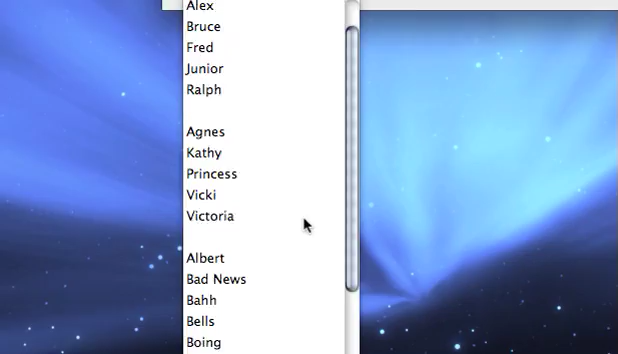 Alex
Bruce
Fred
Junior
Ralph
Agnes
Kathy
Princess
Vicki
Victoria
Albert
Bad News
Bahh
Bells
Boing